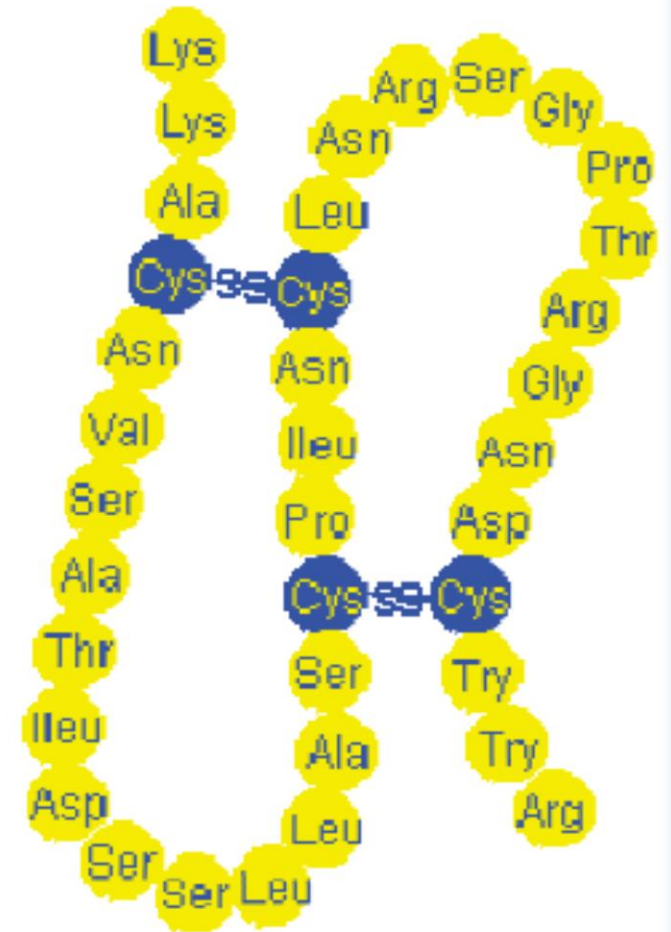 Lys
Lys
Ala
Cys
Asn
Val
Ser
Ala
Thr
Ileu
Asp
Ser
Ser
Leu
Leu
Ala
Ser
Cys
Pro
Ileu
Asn
Cys
Leu
Asn
Arg
Ser
Gly
Pro
Thr
Arg
Gly
Asn
Asp
Cys
Try
Try
Arg
SS
SS